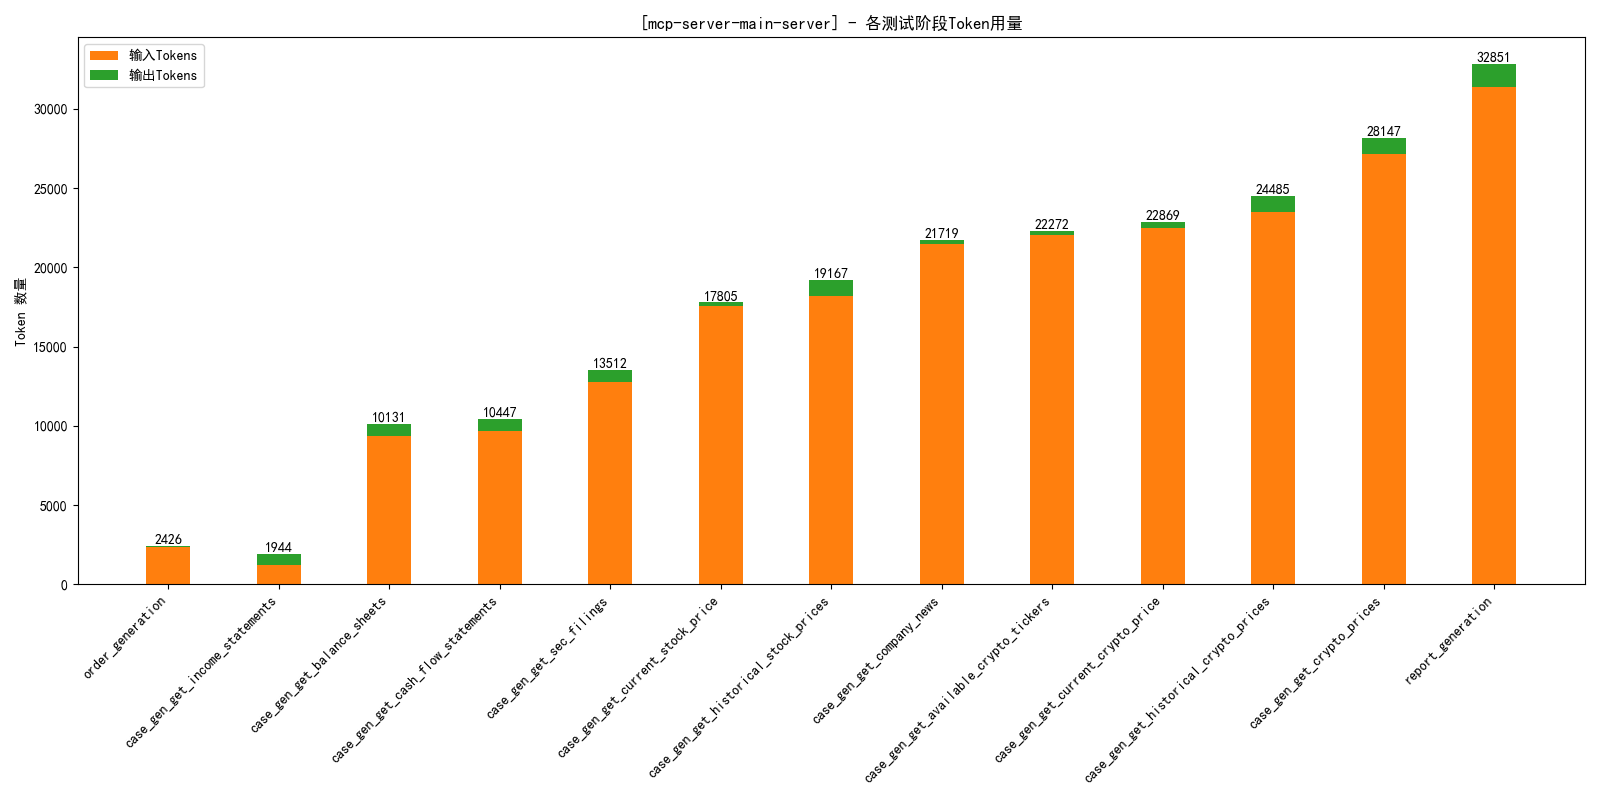 [mcp-server-main-server] - 各测试阶段Token用量
输入Tokens
输出Tokens
Token 数量
30000
25000
20000
15000
10000
5000
0
2426
1944
10131
10447
13512
17805
19167
21719
22272
22869
24485
28147
32851
order_generation
case_gen_get_income_statements
case_gen_get_balance_sheets
case_gen_get_cash_flow_statements
case_gen_get_sec_filings
case_gen_get_current_stock_price
case_gen_get_historical_stock_prices
case_gen_get_company_news
case_gen_get_available_crypto_tickers
case_gen_get_current_crypto_price
case_gen_get_historical_crypto_prices
case_gen_get_crypto_prices
report_generation